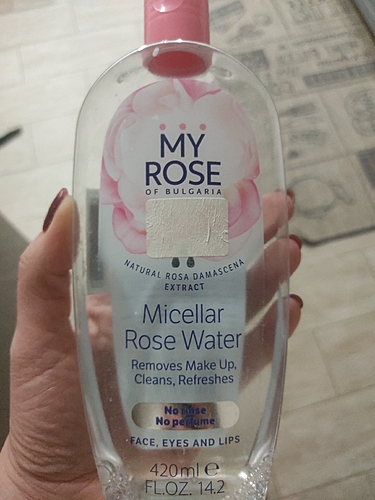 MY
ROSE
OF BULGARIA
NATURAL ROSA DAMASCENA
EXTRACT
Micellar
Rose Water
Removes Make Up,
Cleans, Refreshes
No rinse
No perfume
FACE, EYES AND LIPS
420ml ℮
FL.OZ. 14.2